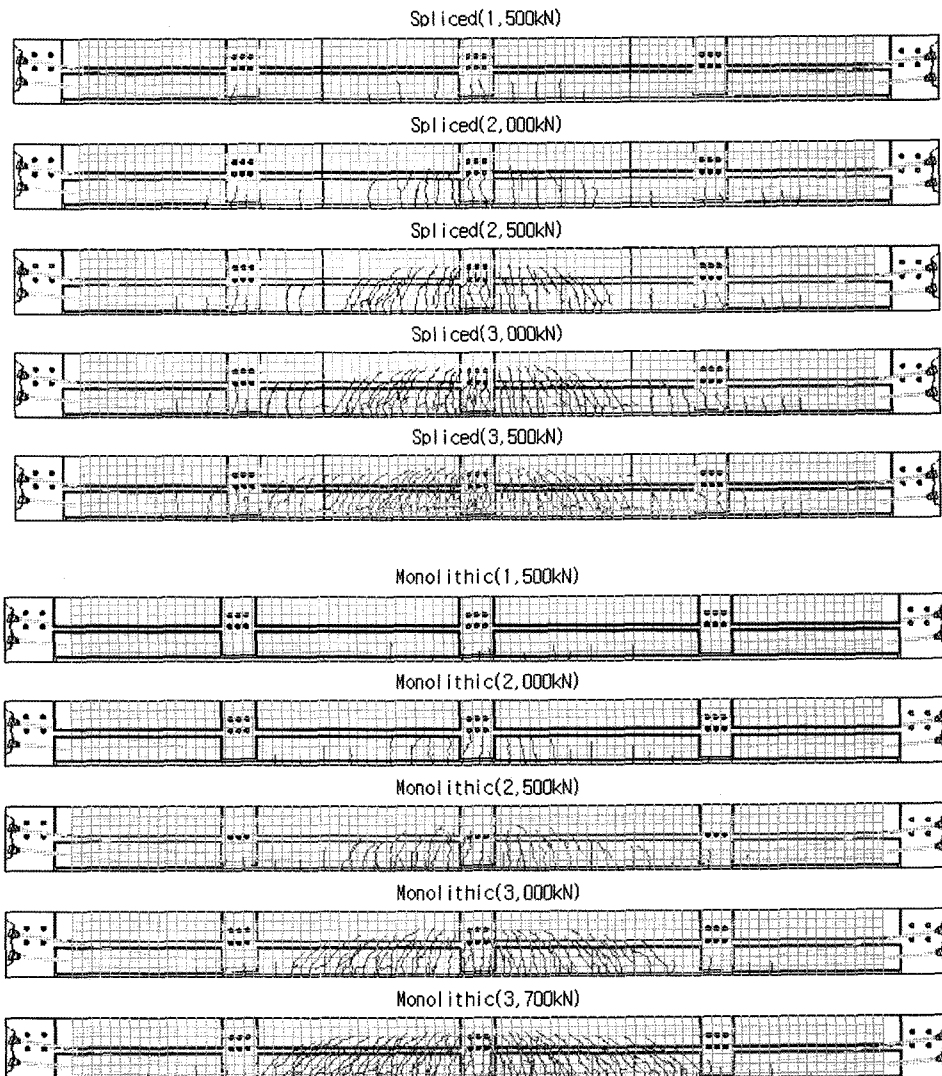 Spliced(1,500kN)
Spliced(2,000kN)
Spliced(2,500kN)
Spliced(3,000kN)
Spliced(3,500kN)
Monolithic(1,500kN)
Monolithic(2,000kN)
Monolithic(2,500kN)
Monolithic(3,000kN)
Monolithic(3,700kN)